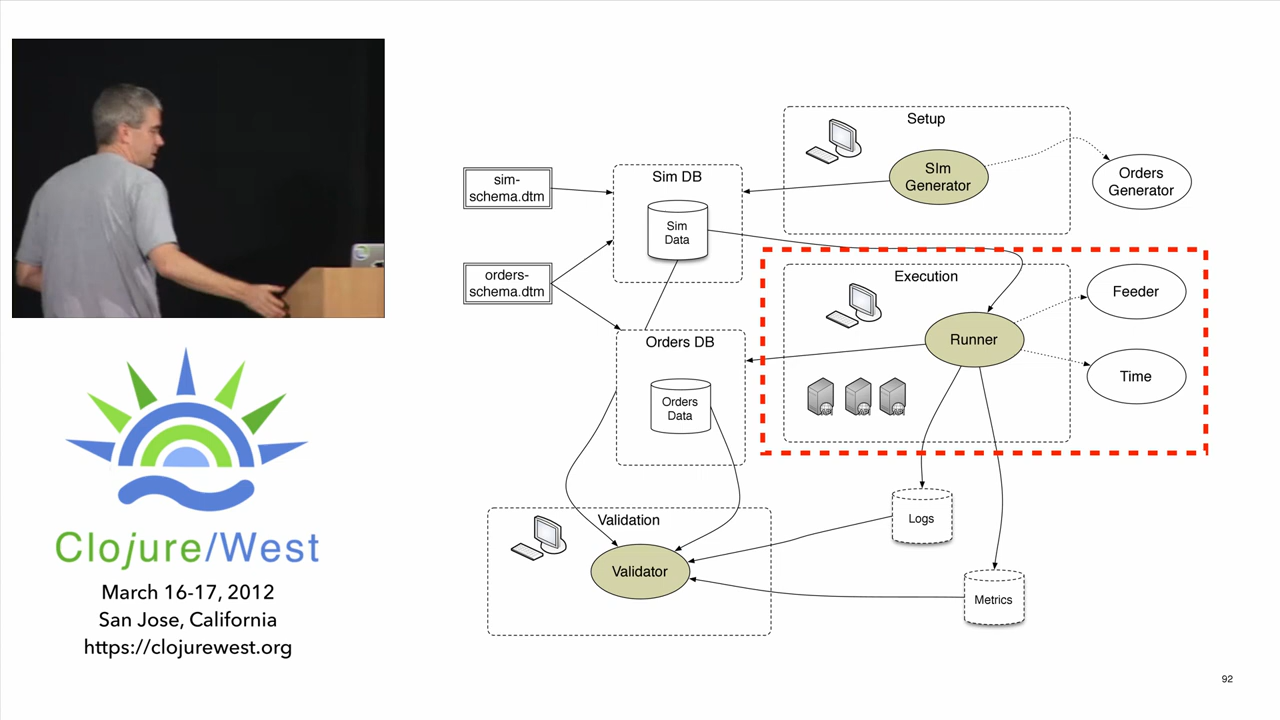 Setup
SIm
Generator
Orders
Generator
sim-
schema.dtm
Sim DB
Sim
Data
orders-
schema.dtm
Execution
Feeder
Runner
Time
Orders DB
Orders
Data
Logs
Validation
Validator
Metrics
Clojure/West
March 16-17, 2012
San Jose, California
https://clojurewest.org
92